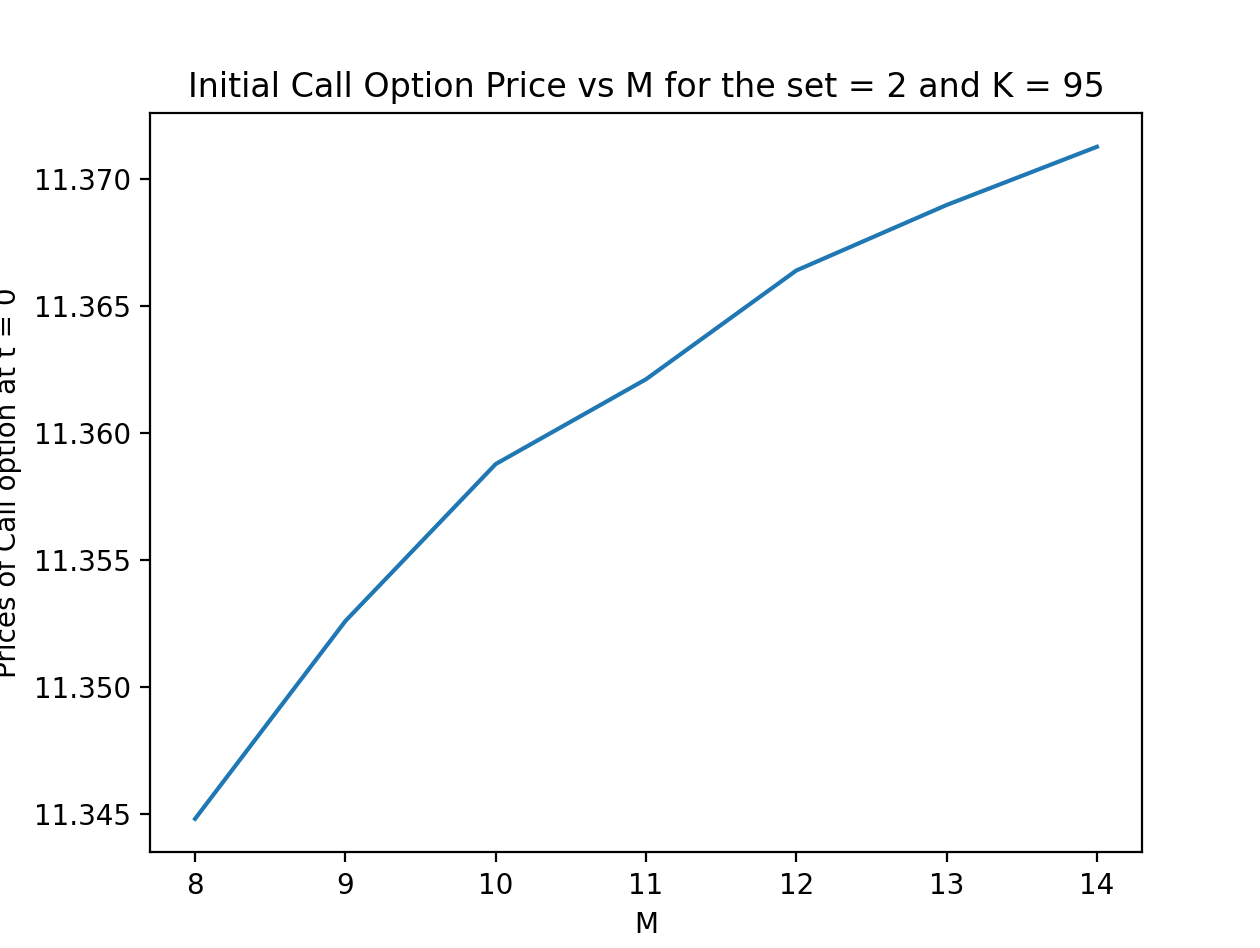 Initial Call Option Price vs M for the set = 2 and K = 95
Prices of Call option at t = 0
11.370
11.365
11.360
11.355
11.350
11.345
8 9 10 11 12 13 14
M